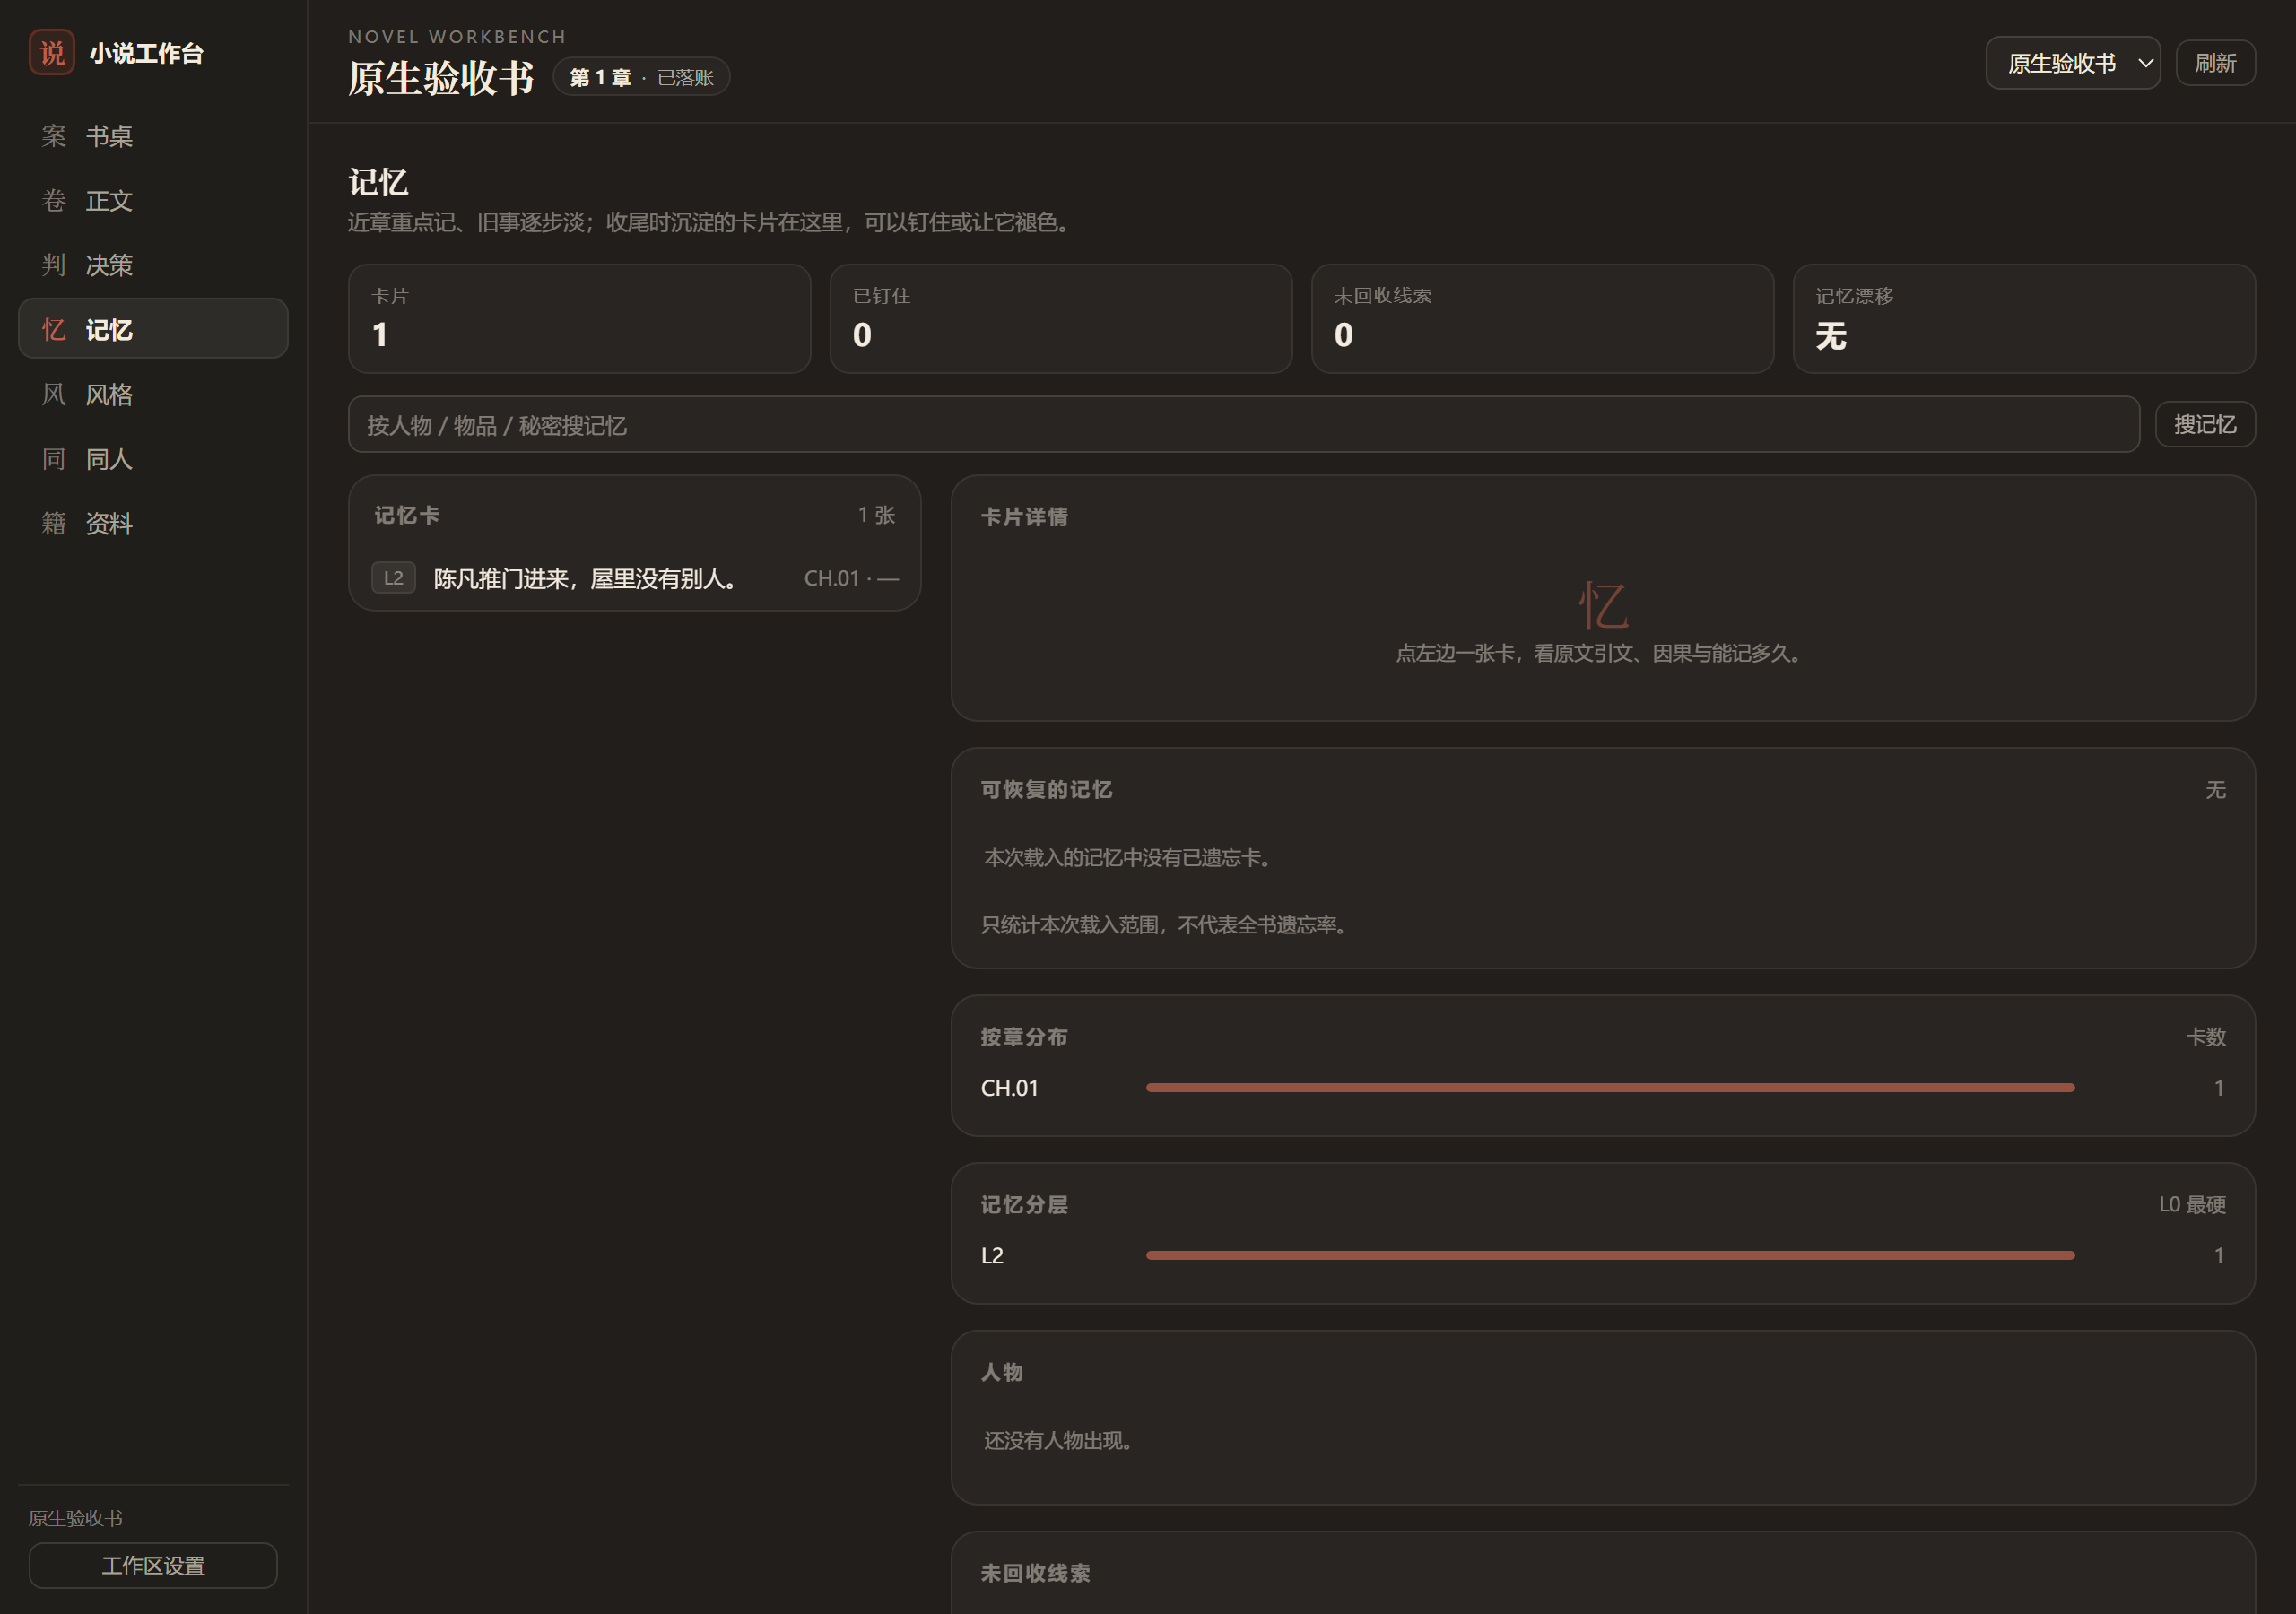 说 小说工作台
案 书桌
卷 正文
判 决策
忆 记忆
风 风格
同 同人
籍 资料
原生验收书
工作区设置
NOVEL WORKBENCH
原生验收书 第 1 章 · 已落账
原生验收书 刷新
记忆
近章重点记、旧事逐步淡；收尾时沉淀的卡片在这里，可以钉住或让它褪色。
卡片
1
已钉住
0
未回收线索
0
记忆漂移
无
按人物 / 物品 / 秘密搜记忆 搜记忆
记忆卡 1 张
L2 陈凡推门进来，屋里没有别人。 CH.01 · —
卡片详情
忆
点左边一张卡，看原文引文、因果与能记多久。
可恢复的记忆 无
本次载入的记忆中没有已遗忘卡。
只统计本次载入范围，不代表全书遗忘率。
按章分布 卡数
CH.01 1
记忆分层 L0 最硬
L2 1
人物
还没有人物出现。
未回收线索